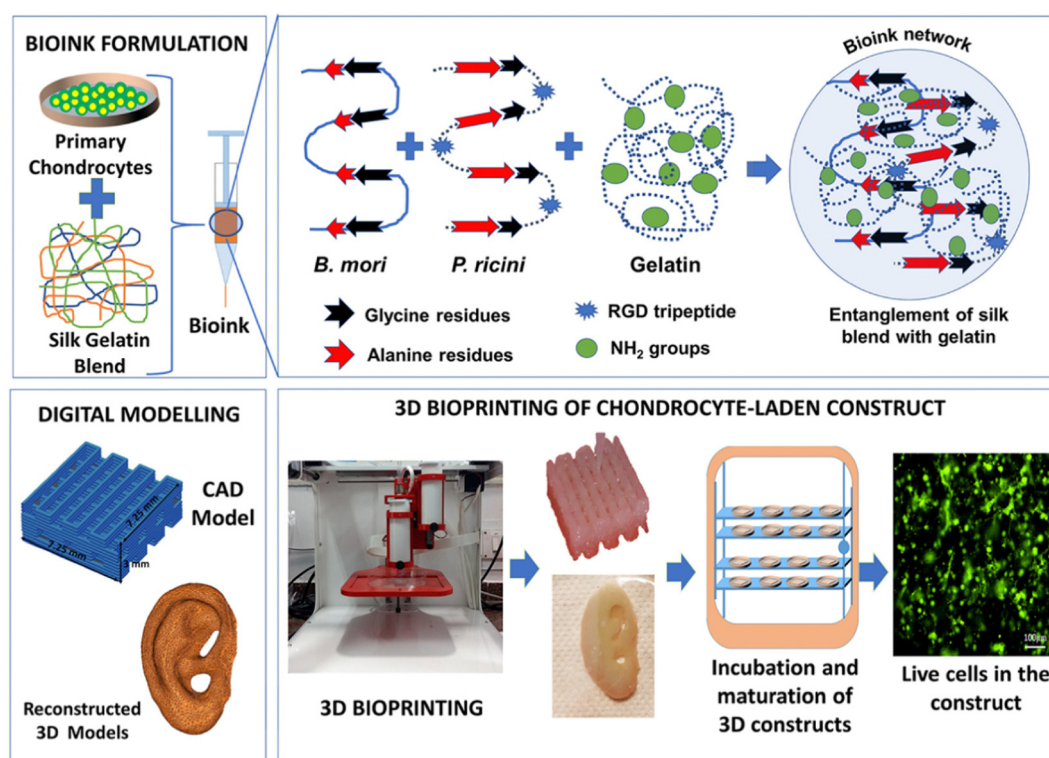 BIOINK FORMULATION
Primary
Chondrocytes
Silk Gelatin
Blend
Bioink
B. mori
P. ricini
Gelatin
Bioink network
Glycine residues
RGD tripeptide
Alanine residues
NH₂ groups
Entanglement of silk
blend with gelatin
DIGITAL MODELLING
CAD
Model
7.25 mm
7.25 mm
3 mm
Reconstructed
3D Models
3D BIOPRINTING OF CHONDROCYTE-LADEN CONSTRUCT
3D BIOPRINTING
Incubation and
maturation of
3D constructs
100µm
Live cells in the
construct